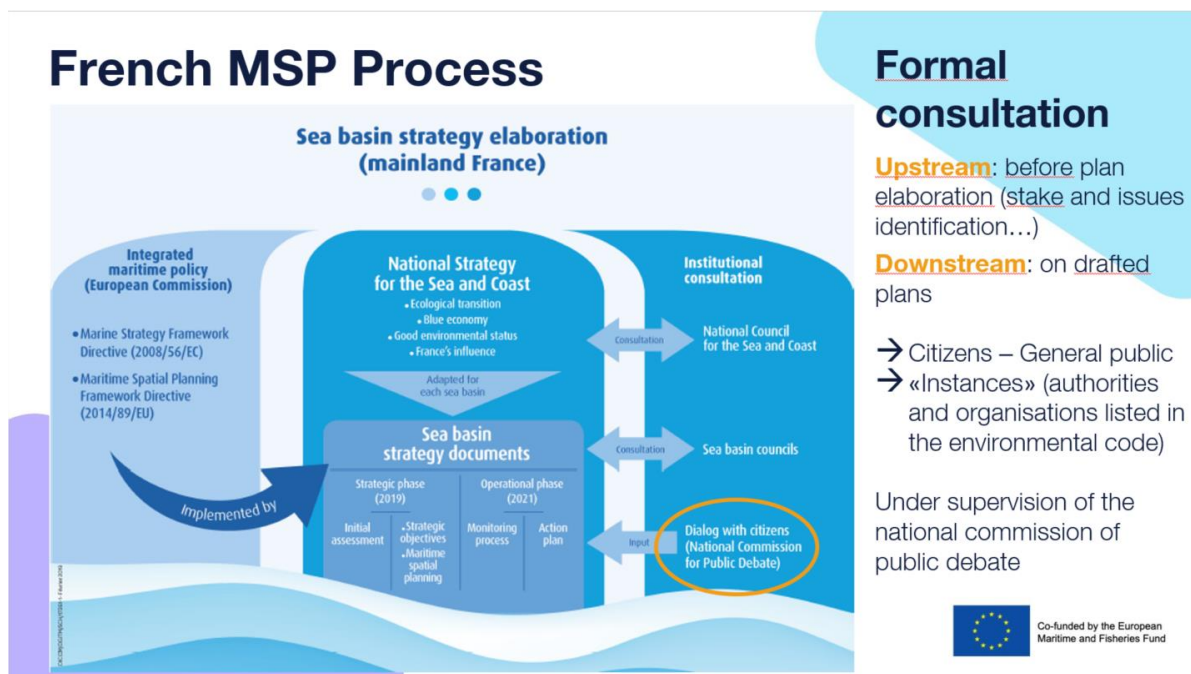 French MSP Process
Sea basin strategy elaboration
(mainland France)
Integrated
maritime policy
(European Commission)
• Marine Strategy Framework
Directive (2008/56/EC)
• Maritime Spatial Planning
Framework Directive
(2014/89/EU)
Implemented by
National Strategy
for the Sea and Coast
• Ecological transition
• Blue economy
• Good environmental status
• France's influence
Adapted for
each sea basin
Sea basin
strategy documents
Strategic phase
(2019)
Initial
assessment
• Strategic
objectives
• Maritime
spatial
planning
Operational phase
(2021)
Monitoring
process
Action
plan
Institutional
consultation
Consultation
National Council
for the Sea and Coast
Consultation
Sea basin councils
Input
Dialog with citizens
(National Commission
for Public Debate)
Formal
consultation
Upstream: before plan
elaboration (stake and issues
identification…)
Downstream: on drafted
plans
→ Citizens – General public
→ «Instances» (authorities
and organisations listed in
the environmental code)
Under supervision of the
national commission of
public debate
Co-funded by the European
Maritime and Fisheries Fund